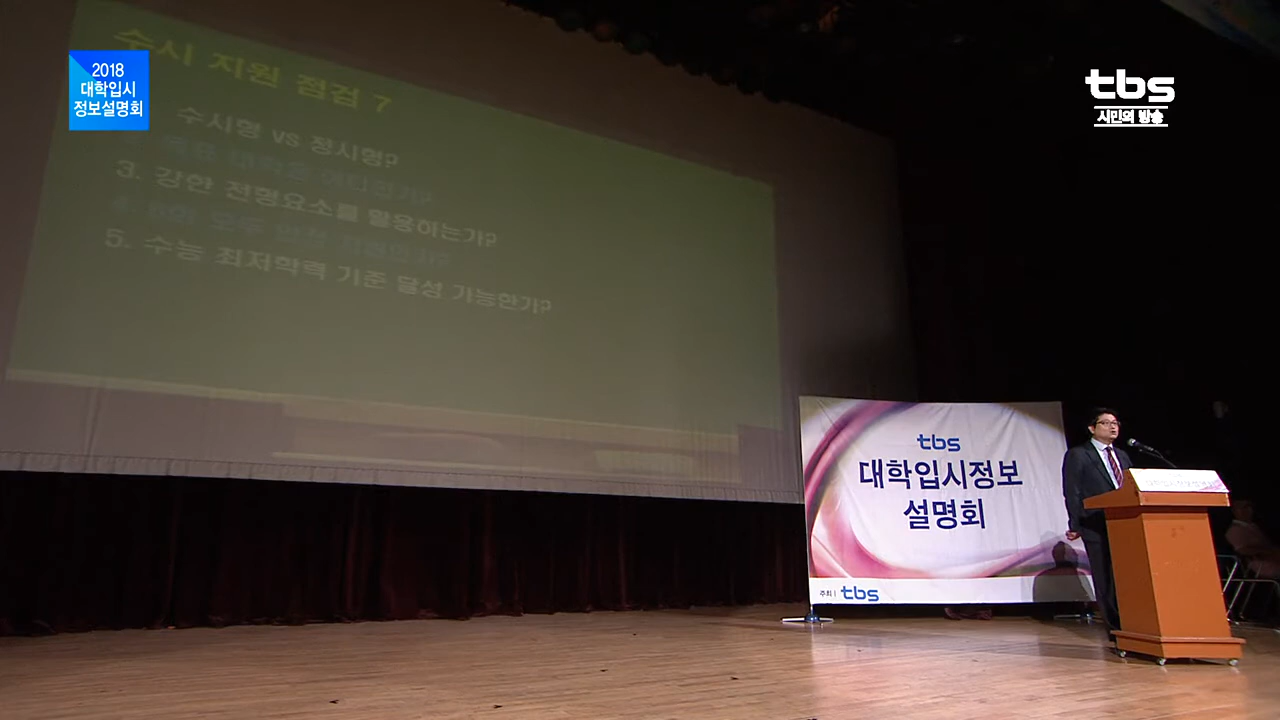 2018
대학입시
정보설명회
tbs
시민의 방송
수시 지원 점검 7
수시형 vs 정시형?
3. 강한 전형요소를 활용하는가?
5. 수능 최저학력 기준 달성 가능한가?
tbs
대학입시정보
설명회
주최 | tbs